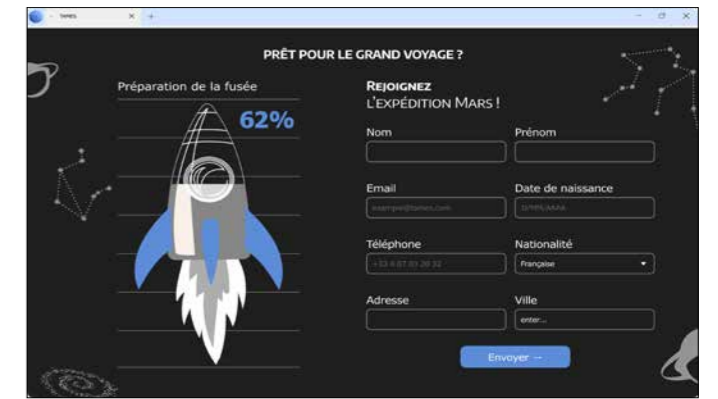 PRÊT POUR LE GRAND VOYAGE ?
Préparation de la fusée
62%
REJOIGNEZ
L'EXPÉDITION MARS !
Nom
Prénom
Email
Date de naissance
Téléphone
Nationalité
Française
Adresse
Ville
enter...
Envoyer →